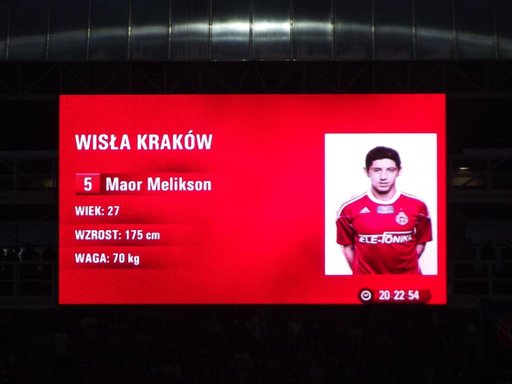 WISŁA KRAKÓW
5 Maor Melikson
WIEK: 27
WZROST: 175 cm
WAGA: 70 kg
TELE-FONIKA
20:22:54